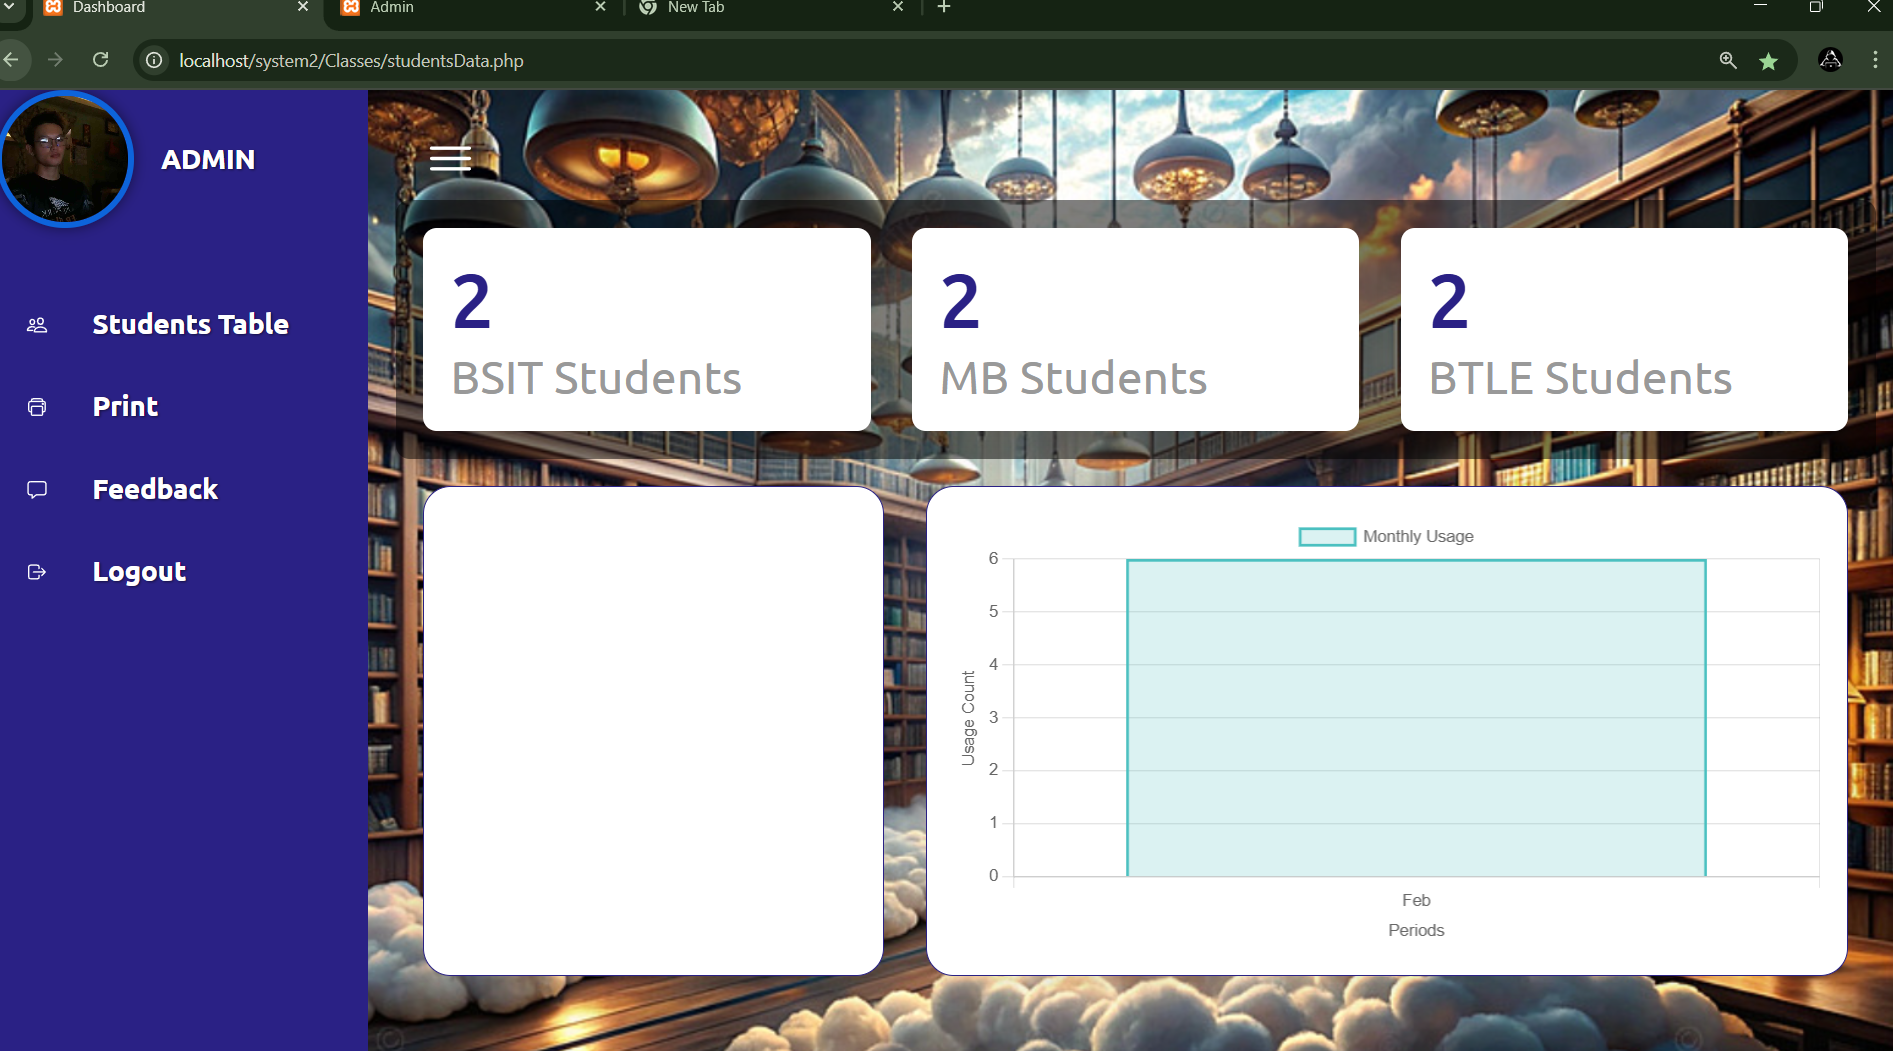 Dashboard
Admin
New Tab
localhost/system2/Classes/studentsData.php
ADMIN
Students Table
Print
Feedback
Logout
2
BSIT Students
2
MB Students
2
BTLE Students
Monthly Usage
6
5
4
3
2
1
0
Usage Count
Feb
Periods